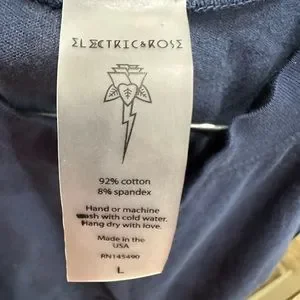 ELECTRIC&ROSE
92% cotton
8% spandex
Hand or machine
wash with cold water.
Hang dry with love.
Made in the
USA
RN145490
L